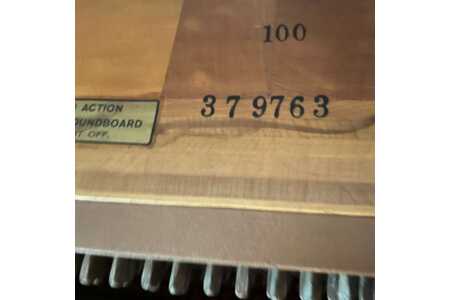 100
379763
ACTION
OUNDBOARD
OFF.